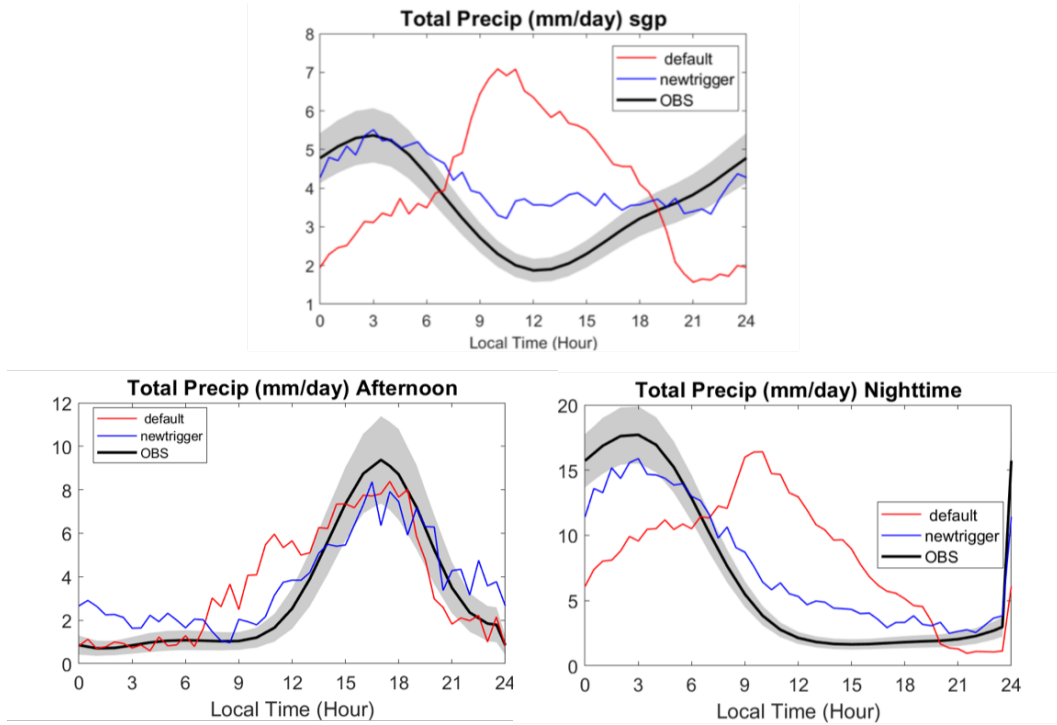 Total Precip (mm/day) sgp
8
7
6
5
4
3
2
1
default
newtrigger
OBS
0 3 6 9 12 15 18 21 24
Local Time (Hour)
Total Precip (mm/day) Afternoon
12
10
8
6
4
2
0
default
newtrigger
OBS
0 3 6 9 12 15 18 21 24
Local Time (Hour)
Total Precip (mm/day) Nighttime
20
15
10
5
0
default
newtrigger
OBS
0 3 6 9 12 15 18 21 24
Local Time (Hour)